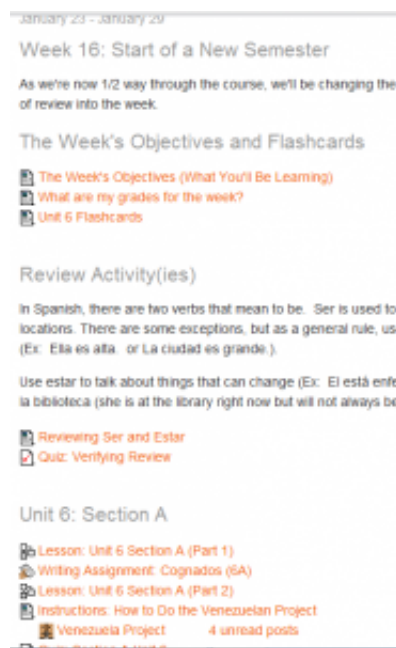 January 23 - January 29
Week 16: Start of a New Semester
As we're now 1/2 way through the course, we'll be changing the
of review into the week.
The Week's Objectives and Flashcards
The Week's Objectives (What You'll Be Learning)
What are my grades for the week?
Unit 6 Flashcards
Review Activity(ies)
In Spanish, there are two verbs that mean to be. Ser is used to
locations. There are some exceptions, but as a general rule, us
(Ex: Ella es alta. or La ciudad es grande.).
Use estar to talk about things that can change (Ex: El está enfe
la biblioteca (she is at the library right now but will not always be
Reviewing Ser and Estar
Quiz: Verifying Review
Unit 6: Section A
Lesson: Unit 6 Section A (Part 1)
Writing Assignment: Cognados (6A)
Lesson: Unit 6 Section A (Part 2)
Instructions: How to Do the Venezuelan Project
Venezuela Project 4 unread posts